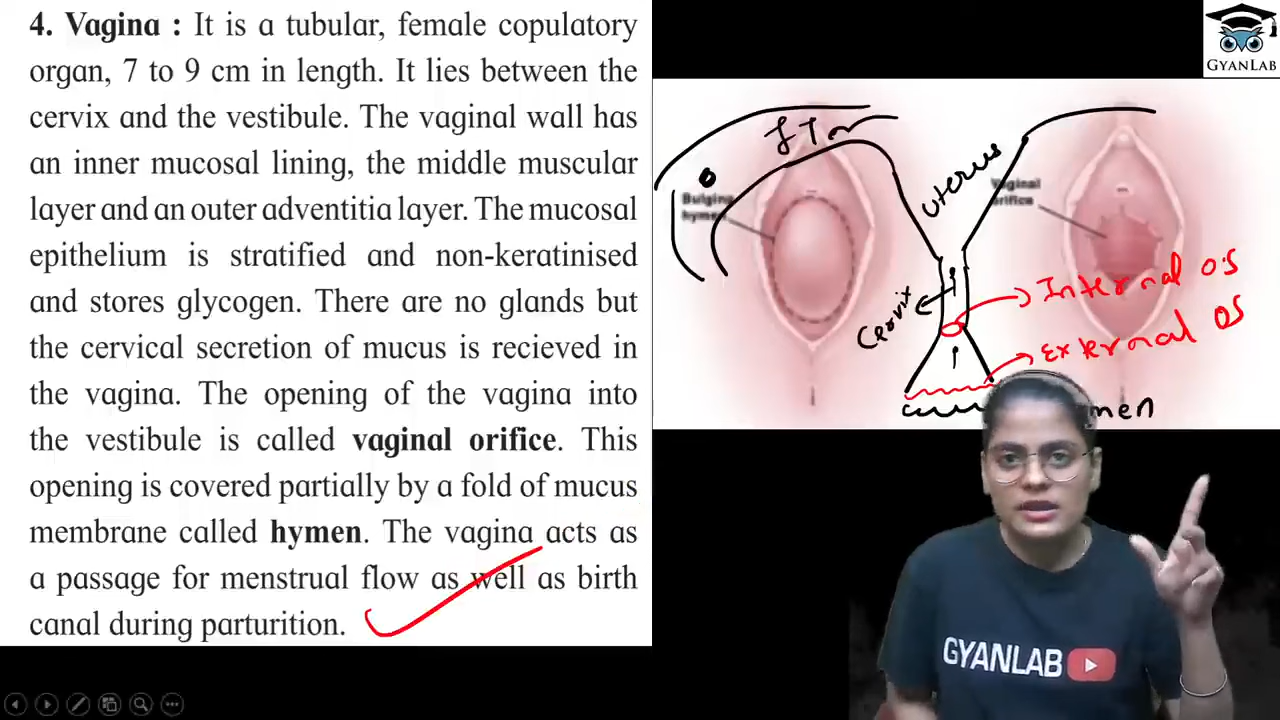 4. Vagina : It is a tubular, female copulatory
organ, 7 to 9 cm in length. It lies between the
cervix and the vestibule. The vaginal wall has
an inner mucosal lining, the middle muscular
layer and an outer adventitia layer. The mucosal
epithelium is stratified and non-keratinised
and stores glycogen. There are no glands but
the cervical secretion of mucus is recieved in
the vagina. The opening of the vagina into
the vestibule is called vaginal orifice. This
opening is covered partially by a fold of mucus
membrane called hymen. The vagina acts as
a passage for menstrual flow as well as birth
canal during parturition.
GYANLAB
Uterus
Bulging
hymen
Vaginal
orifice
Internal OS
Cervix
External OS
men
GYANLAB